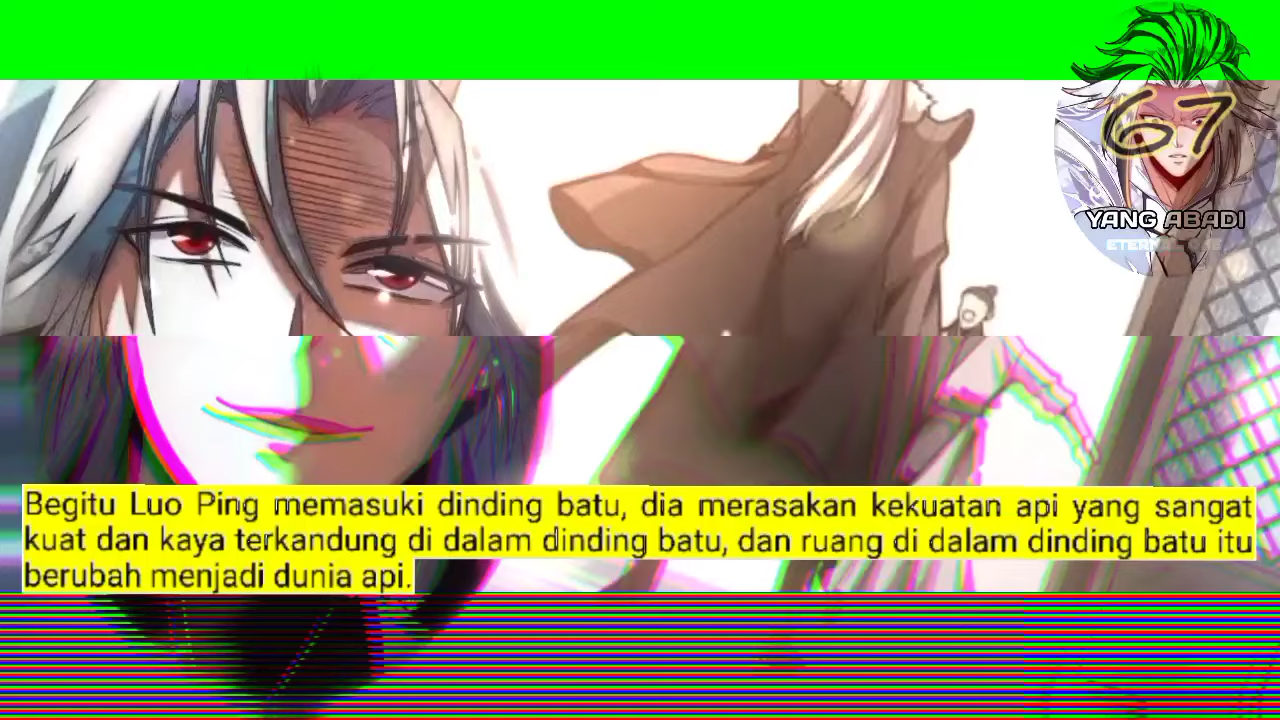 67
YANG ABADI
Begitu Luo Ping memasuki dinding batu, dia merasakan kekuatan api yang sangat
kuat dan kaya terkandung di dalam dinding batu, dan ruang di dalam dinding batu itu
berubah menjadi dunia api.